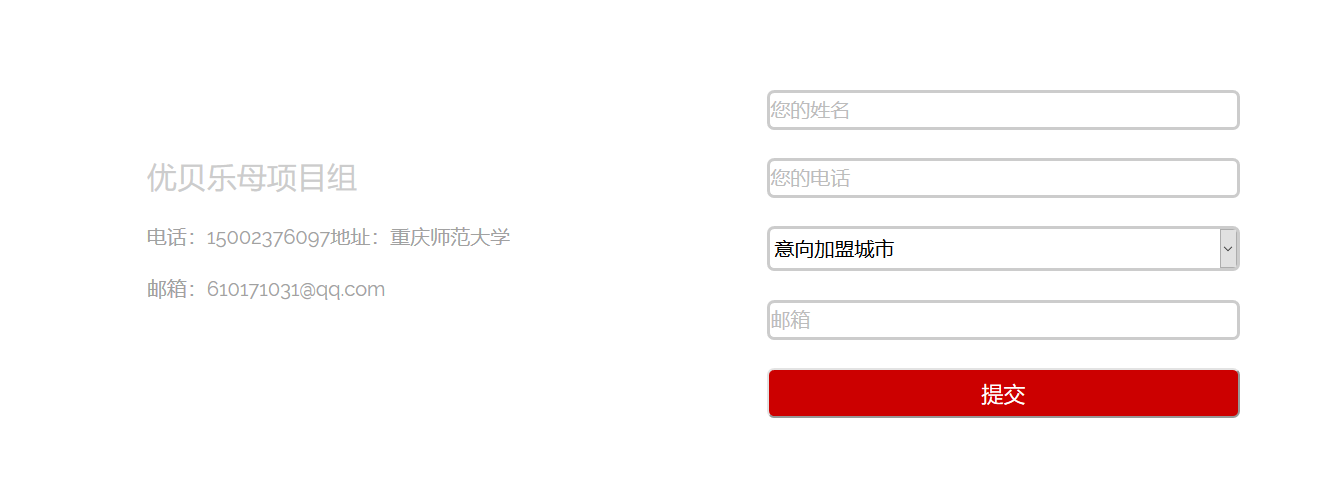 优贝乐母项目组
电话：15002376097地址：重庆师范大学
邮箱：610171031@qq.com
您的姓名
您的电话
意向加盟城市
邮箱
提交